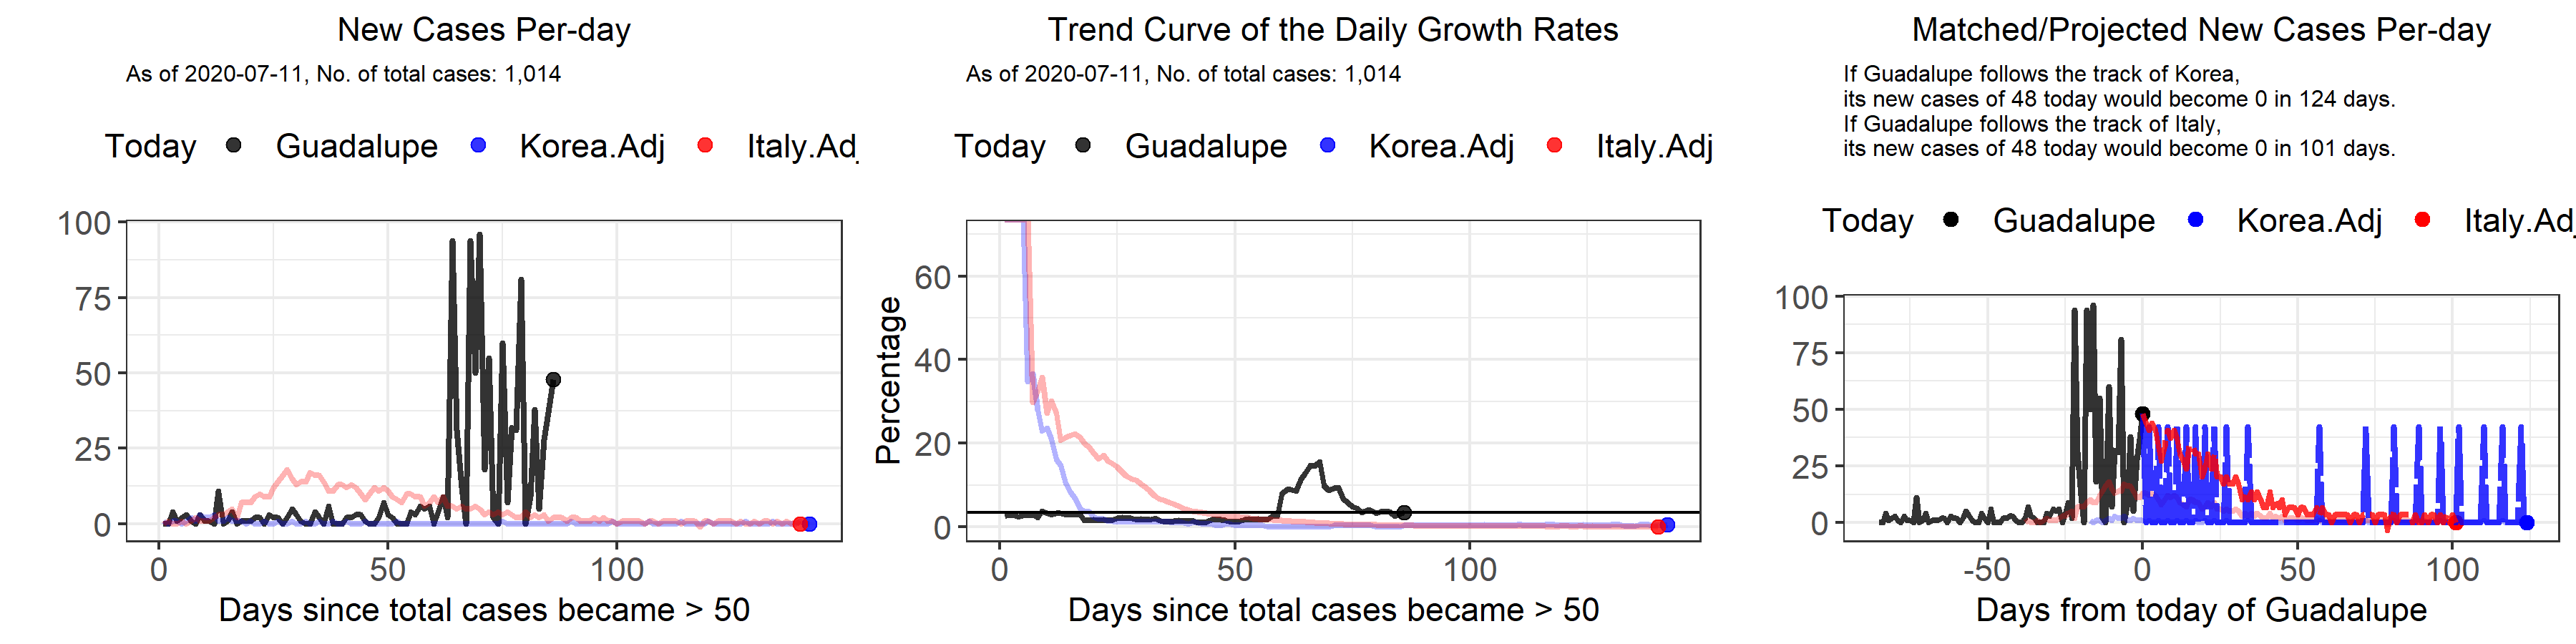 New Cases Per-day
As of 2020-07-11, No. of total cases: 1,014
Today Guadalupe Korea.Adj Italy.Adj
100
75
50
25
0
0 50 100
Days since total cases became > 50
Trend Curve of the Daily Growth Rates
As of 2020-07-11, No. of total cases: 1,014
Today Guadalupe Korea.Adj Italy.Adj
Percentage
60
40
20
0
0 50 100
Days since total cases became > 50
Matched/Projected New Cases Per-day
If Guadalupe follows the track of Korea,
its new cases of 48 today would become 0 in 124 days.
If Guadalupe follows the track of Italy,
its new cases of 48 today would become 0 in 101 days.
Today Guadalupe Korea.Adj Italy.Adj
100
75
50
25
0
-50 0 50 100
Days from today of Guadalupe